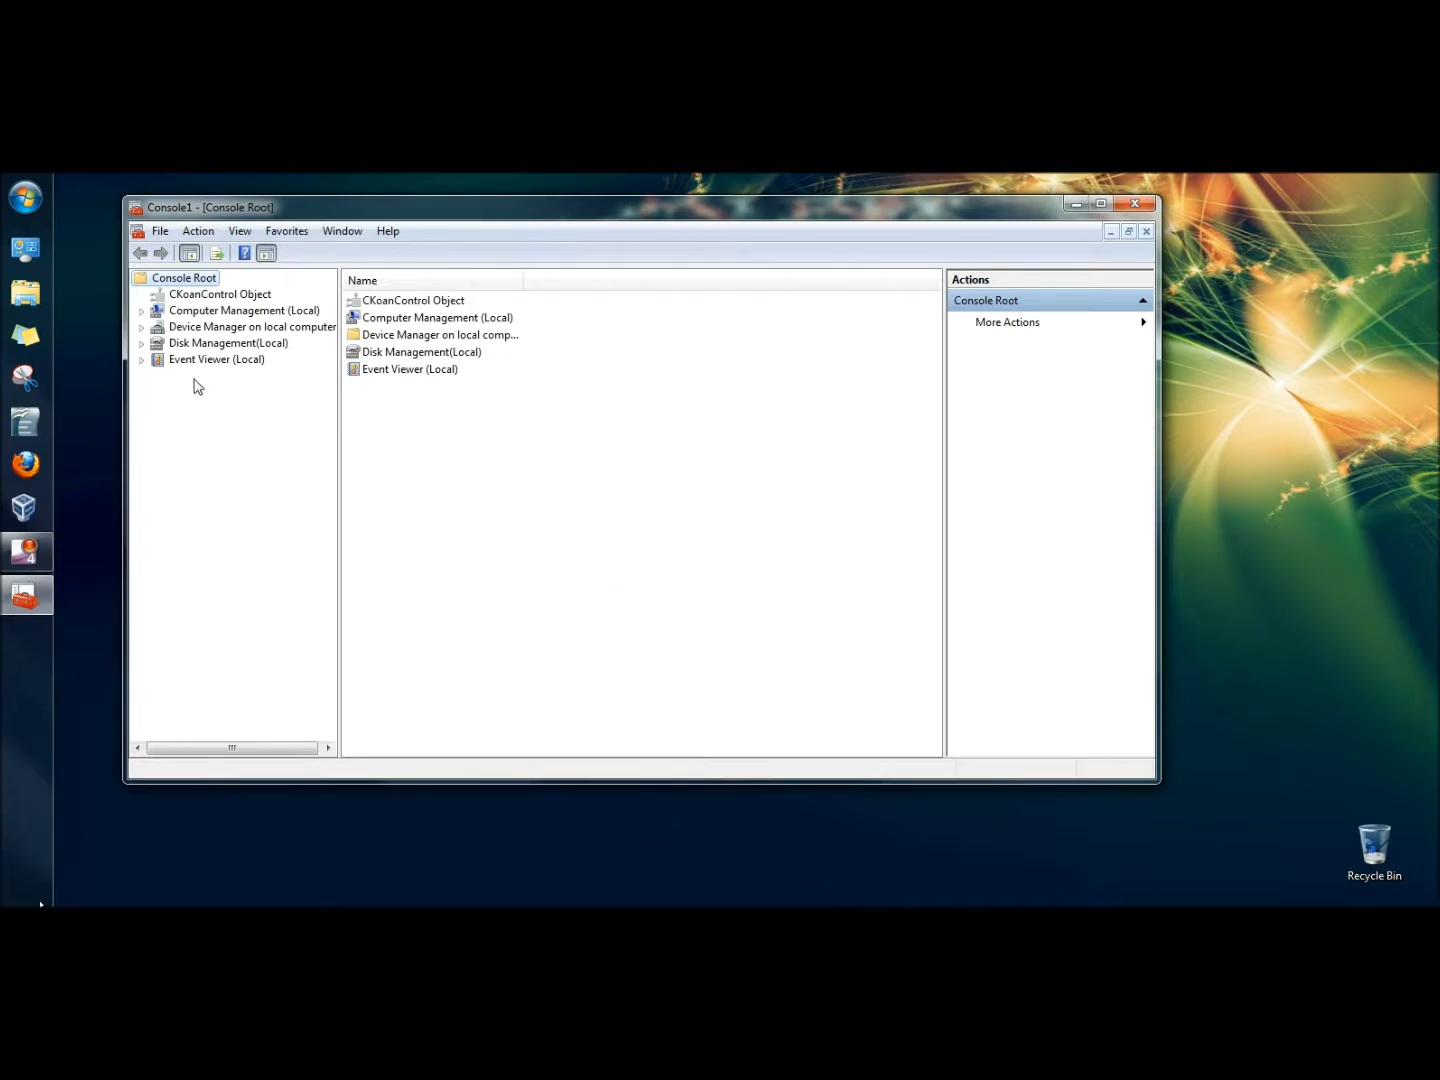 Console1 - [Console Root]
File Action View Favorites Window Help
Console Root
CKoanControl Object
Computer Management (Local)
Device Manager on local computer
Disk Management(Local)
Event Viewer (Local)
Name
CKoanControl Object
Computer Management (Local)
Device Manager on local comp...
Disk Management(Local)
Event Viewer (Local)
Actions
Console Root
More Actions
4
Recycle Bin